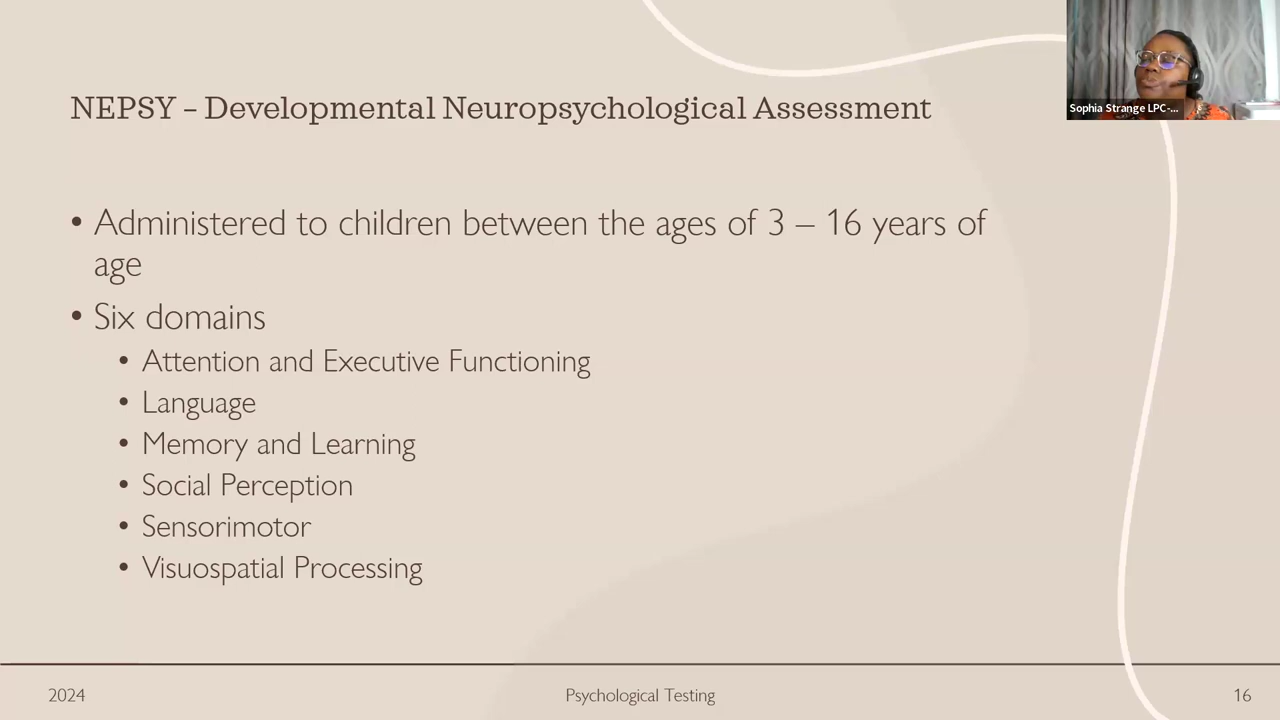 Sophia Strange LPC-...
NEPSY – Developmental Neuropsychological Assessment
• Administered to children between the ages of 3 – 16 years of
age
• Six domains
• Attention and Executive Functioning
• Language
• Memory and Learning
• Social Perception
• Sensorimotor
• Visuospatial Processing
2024
Psychological Testing
16